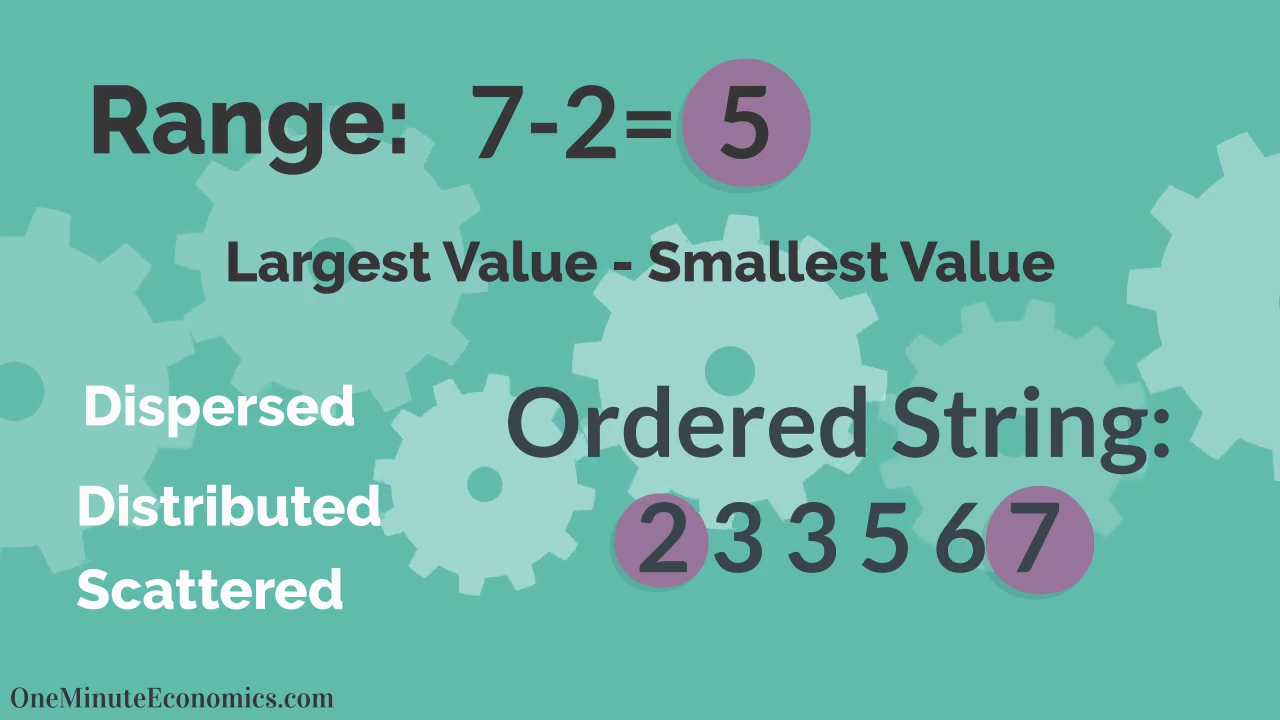 Range: 7-2= 5
Largest Value - Smallest Value
Dispersed
Distributed
Scattered
Ordered String:
2 3 3 5 6 7
OneMinuteEconomics.com